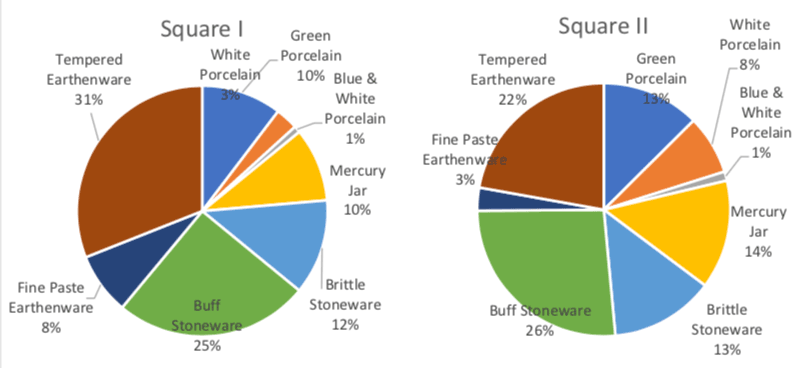 Square I
Tempered
Earthenware
31%
White
Porcelain
3%
Green
Porcelain
10%
Blue &
White
Porcelain
1%
Mercury
Jar
10%
Brittle
Stoneware
12%
Buff
Stoneware
25%
Fine Paste
Earthenware
8%
Square II
Tempered
Earthenware
22%
Green
Porcelain
13%
White
Porcelain
8%
Blue &
White
Porcelain
1%
Mercury
Jar
14%
Brittle
Stoneware
13%
Buff Stoneware
26%
Fine Paste
Earthenware
3%